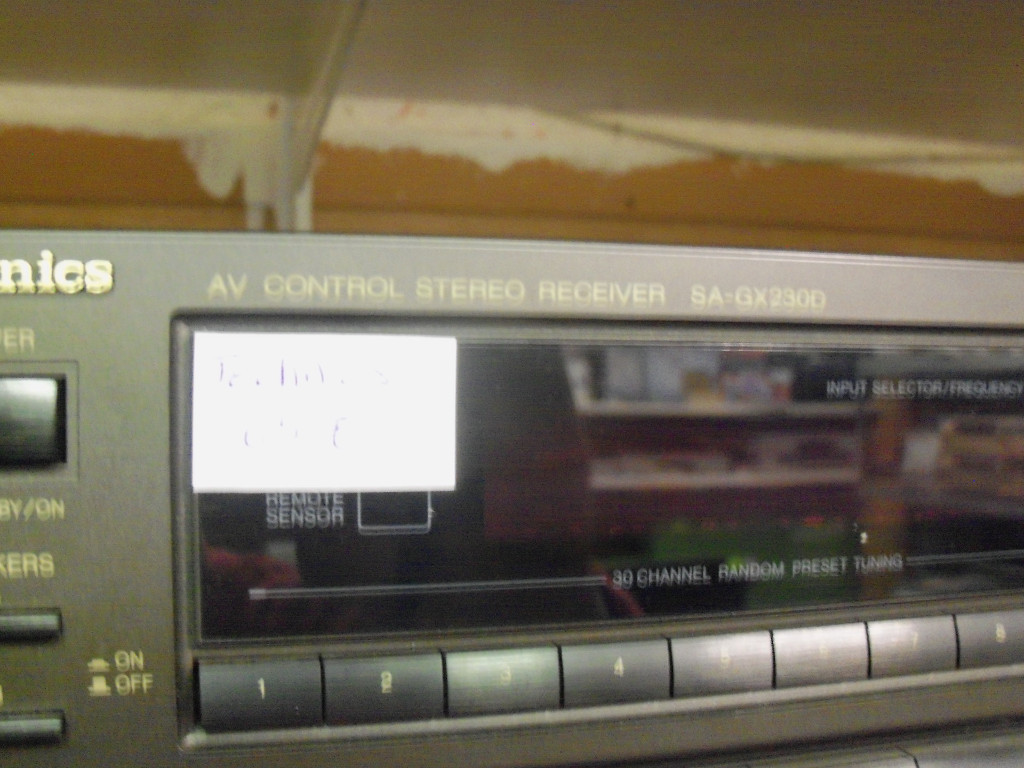 nics
AV CONTROL STEREO RECEIVER SA-GX230D
ER
INPUT SELECTOR/FREQUENCY
BY/ON
REMOTE
SENSOR
KERS
30 CHANNEL RANDOM PRESET TUNING
ON
OFF
1 2 3 4 5 6 7 8